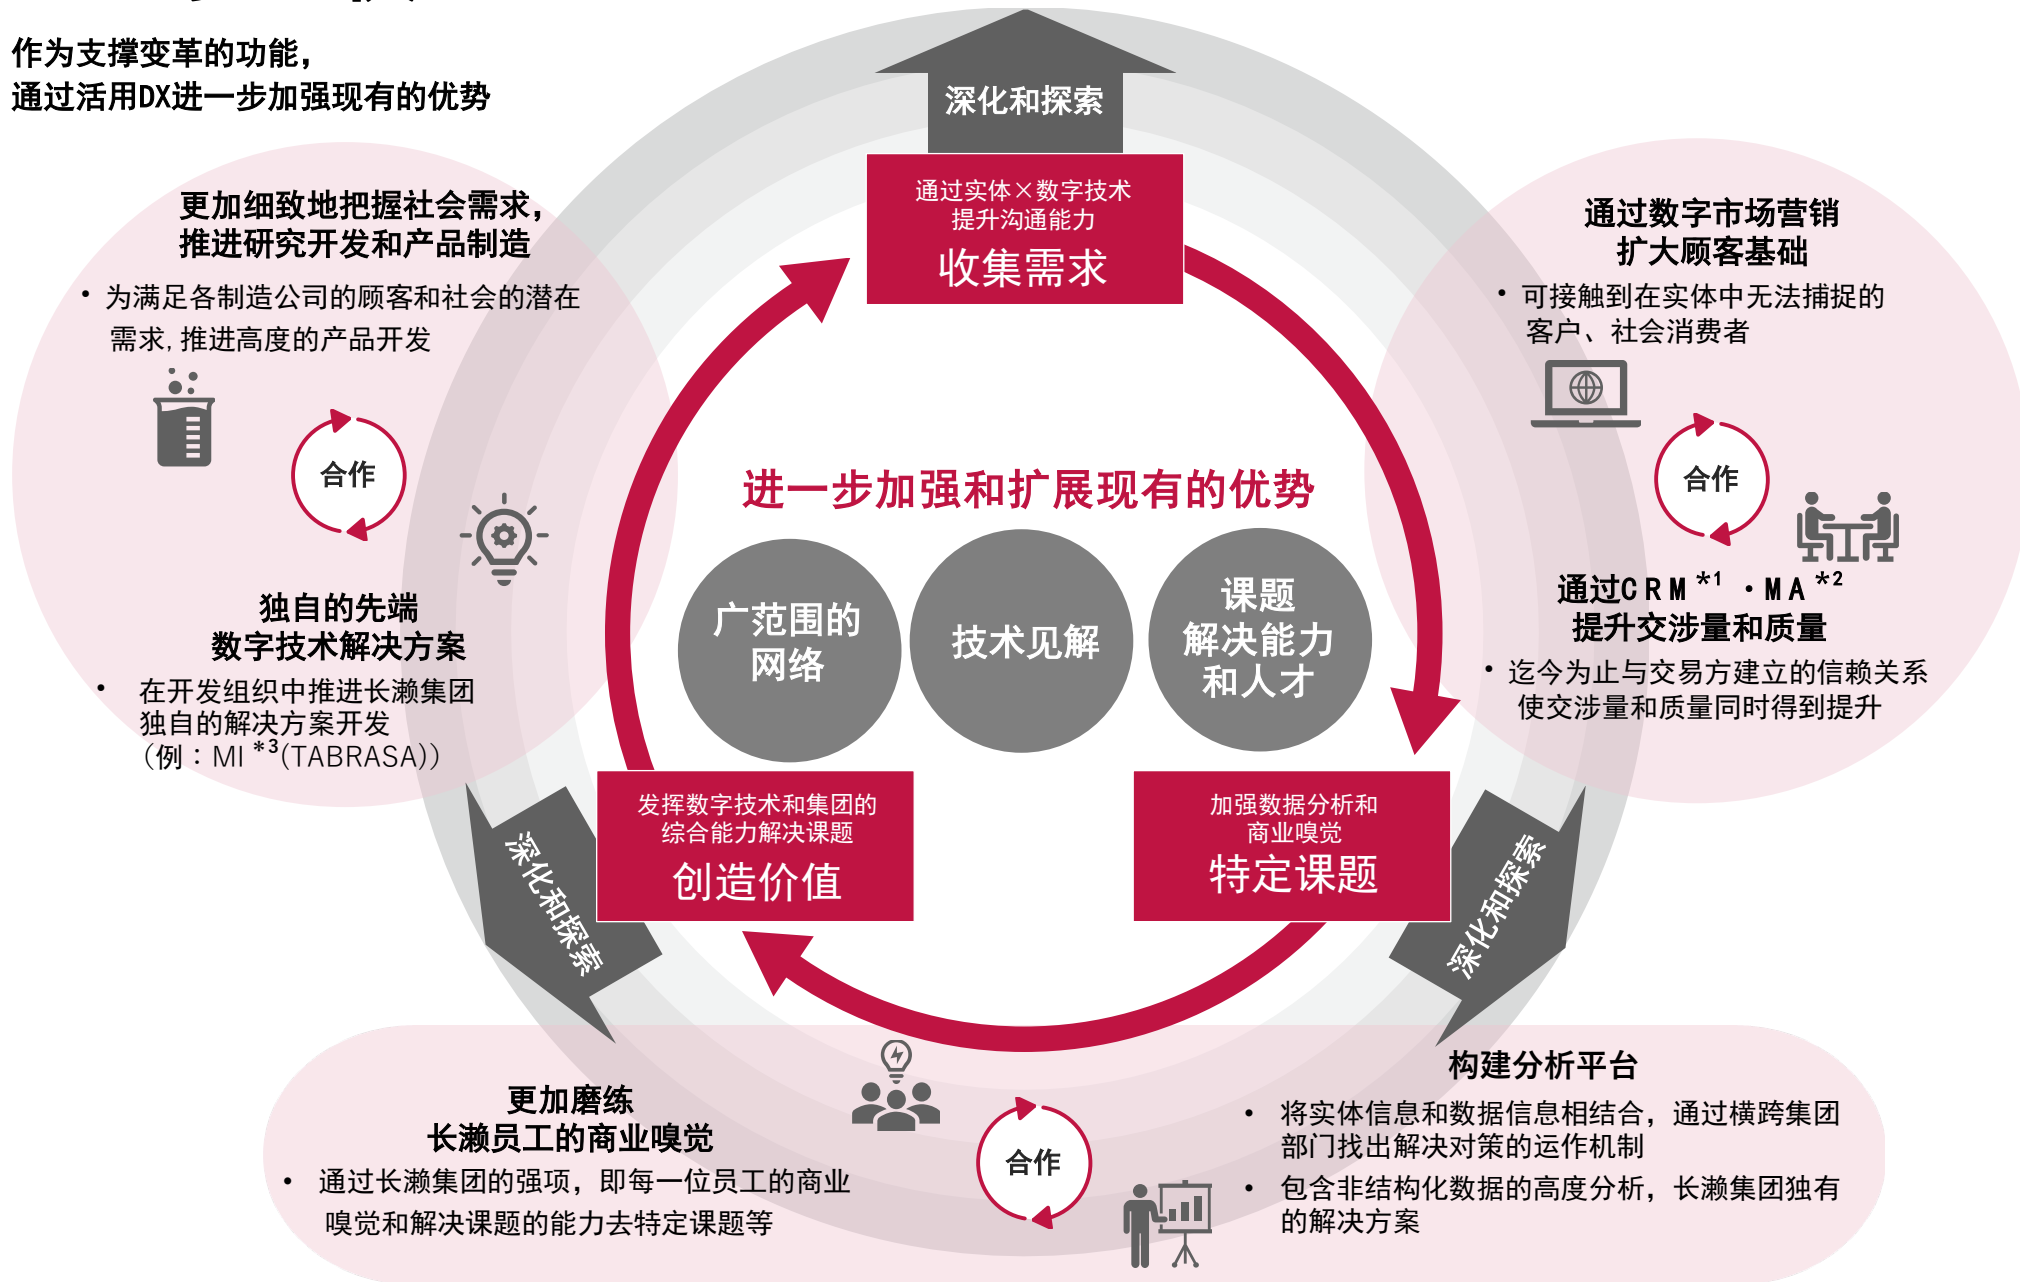 作为支撑变革的功能，
通过活用DX进一步加强现有的优势
深化和探索
通过实体×数字技术
提升沟通能力
收集需求
更加细致地把握社会需求，
推进研究开发和产品制造
• 为满足各制造公司的顾客和社会的潜在
需求,推进高度的产品开发
合作
独自的先端
数字技术解决方案
• 在开发组织中推进长濑集团
独自的解决方案开发
（例：MI *3(TABRASA)）
通过数字市场营销
扩大顾客基础
• 可接触到在实体中无法捕捉的
客户、社会消费者
合作
通过CRM*1 ・MA*2
提升交涉量和质量
• 迄今为止与交易方建立的信赖关系
使交涉量和质量同时得到提升
进一步加强和扩展现有的优势
广范围的
网络
技术见解
课题
解决能力
和人才
发挥数字技术和集团的
综合能力解决课题
创造价值
加强数据分析和
商业嗅觉
特定课题
深化和探索
深化和探索
更加磨练
长濑员工的商业嗅觉
• 通过长濑集团的强项，即每一位员工的商业
嗅觉和解决课题的能力去特定课题等
合作
构建分析平台
• 将实体信息和数据信息相结合，通过横跨集团
部门找出解决对策的运作机制
• 包含非结构化数据的高度分析，长濑集团独有
的解决方案